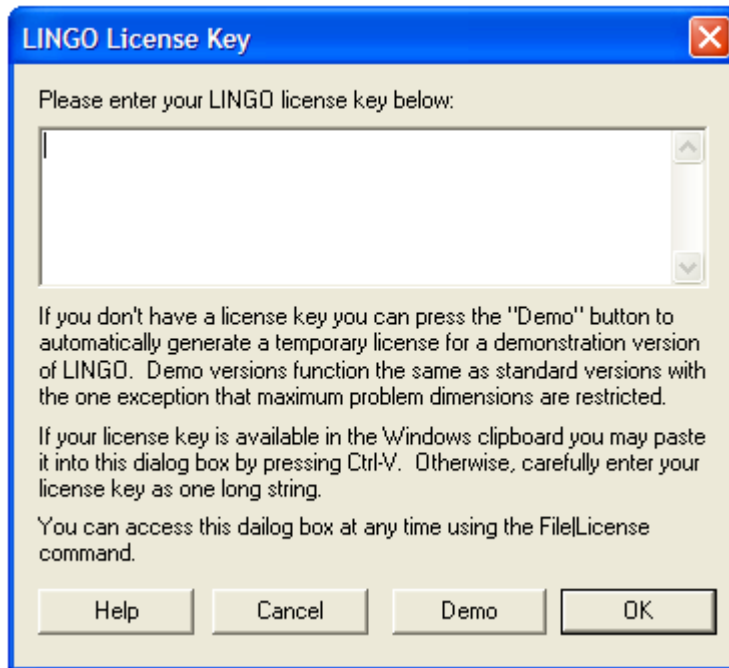 LINGO License Key
Please enter your LINGO license key below:
If you don't have a license key you can press the "Demo" button to
automatically generate a temporary license for a demonstration version
of LINGO.  Demo versions function the same as standard versions with
the one exception that maximum problem dimensions are restricted.
If your license key is available in the Windows clipboard you may paste
it into this dialog box by pressing Ctrl-V.  Otherwise, carefully enter your
license key as one long string.
You can access this dailog box at any time using the File|License
command.
Help Cancel Demo OK